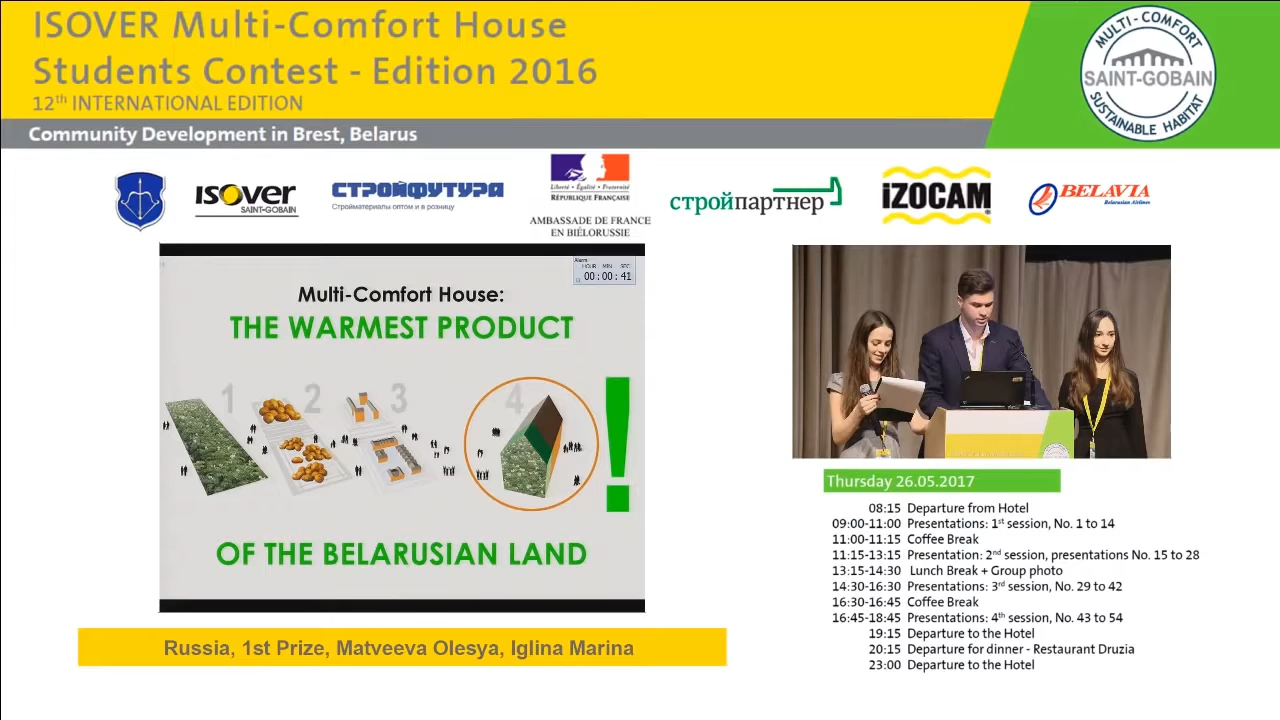 ISOVER Multi-Comfort House
Students Contest - Edition 2016
12th INTERNATIONAL EDITION
Community Development in Brest, Belarus
MULTI-COMFORT
SAINT-GOBAIN
SUSTAINABLE HABITAT
isover
SAINT-GOBAIN
СТРОЙФУТУРА
Стройматериалы оптом и в розницу
Liberté • Égalité • Fraternité
RÉPUBLIQUE FRANÇAISE
AMBASSADE DE FRANCE
EN BIÉLORUSSIE
стройпартнер
iZOCAM
BELAVIA
Belarusian Airlines
Alarm
HOUR MIN SEC
00:00:41
Multi-Comfort House:
THE WARMEST PRODUCT
1 2 3 4
!
OF THE BELARUSIAN LAND
Russia, 1st Prize, Matveeva Olesya, Iglina Marina
Thursday 26.05.2017
08:15 Departure from Hotel
09:00-11:00 Presentations: 1st session, No. 1 to 14
11:00-11:15 Coffee Break
11:15-13:15 Presentation: 2nd session, presentations No. 15 to 28
13:15-14:30 Lunch Break + Group photo
14:30-16:30 Presentations: 3rd session, No. 29 to 42
16:30-16:45 Coffee Break
16:45-18:45 Presentations: 4th session, No. 43 to 54
19:15 Departure to the Hotel
20:15 Departure for dinner - Restaurant Druzia
23:00 Departure to the Hotel